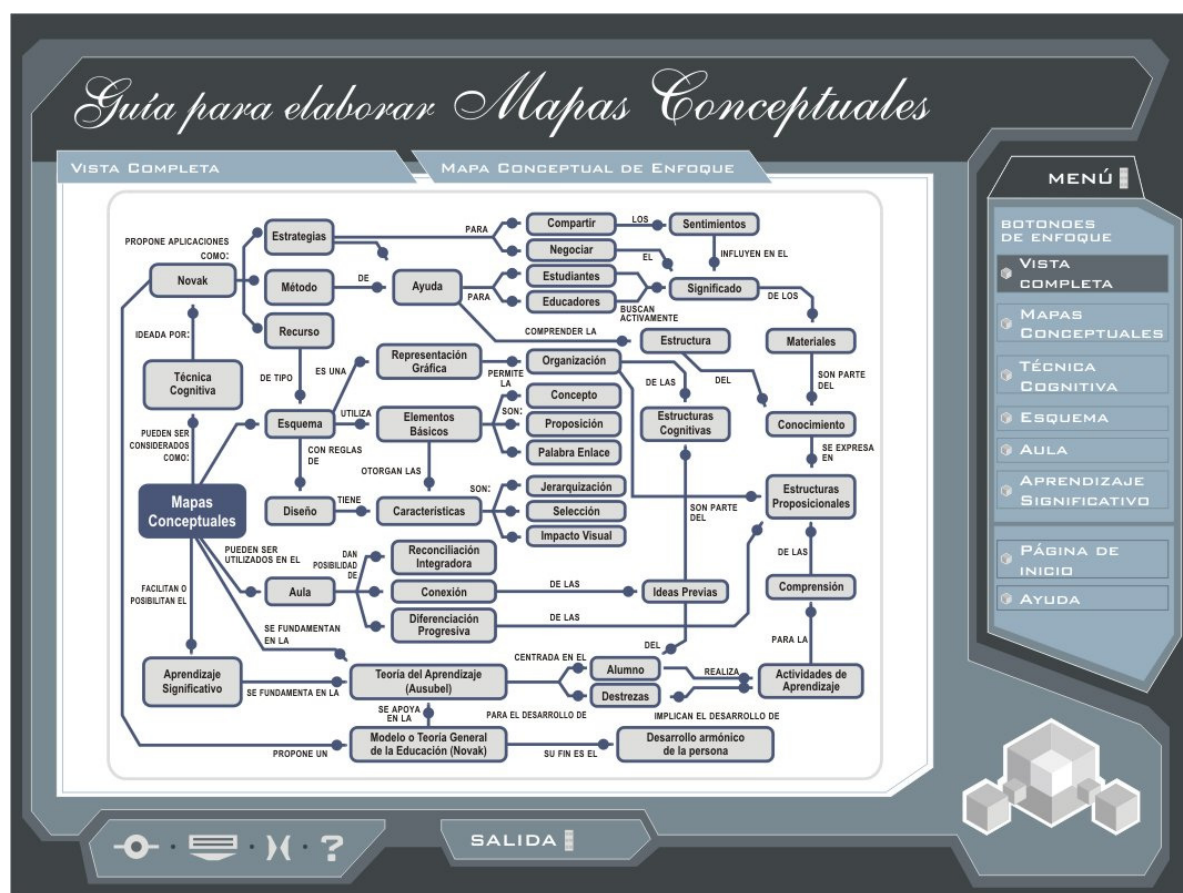 Guía para elaborar Mapas Conceptuales
VISTA COMPLETA
MAPA CONCEPTUAL DE ENFOQUE
MENÚ
BOTONOES
DE ENFOQUE
VISTA
COMPLETA
MAPAS
CONCEPTUALES
TÉCNICA
COGNITIVA
ESQUEMA
AULA
APRENDIZAJE
SIGNIFICATIVO
PÁGINA DE
INICIO
AYUDA
PROPONE APLICACIONES
COMO:
Estrategias
PARA
Compartir
LOS
Sentimientos
Negociar
EL
INFLUYEN EN EL
Novak
Método
DE
Ayuda
PARA
Estudiantes
Educadores
BUSCAN
ACTIVAMENTE
Significado
DE LOS
Recurso
IDEADA POR:
COMPRENDER LA
Estructura
Materiales
Técnica
Cognitiva
DE TIPO
ES UNA
Representación
Gráfica
Organización
PERMITE
LA
DE LAS
DEL
SON PARTE
DEL
PUEDEN SER
CONSIDERADOS
COMO:
Esquema
UTILIZA
Elementos
Básicos
SON:
Concepto
Proposición
Palabra Enlace
Estructuras
Cognitivas
Conocimiento
CON REGLAS
DE
OTORGAN LAS
SE EXPRESA
EN
Mapas
Conceptuales
Diseño
TIENE
Características
SON:
Jerarquización
Selección
Impacto Visual
SON PARTE
DEL
Estructuras
Proposicionales
PUEDEN SER
UTILIZADOS EN EL
DAN
POSIBILIDAD
DE
Reconciliación
Integradora
DE LAS
FACILITAN O
POSIBILITAN EL
Aula
Conexión
DE LAS
Ideas Previas
Comprensión
Diferenciación
Progresiva
DE LAS
SE FUNDAMENTAN
EN LA
DEL
PARA LA
Aprendizaje
Significativo
SE FUNDAMENTA EN LA
Teoría del Aprendizaje
(Ausubel)
CENTRADA EN EL
Alumno
Destrezas
REALIZA
Actividades de
Aprendizaje
SE APOYA
EN LA
PARA EL DESARROLLO DE
IMPLICAN EL DESARROLLO DE
PROPONE UN
Modelo o Teoría General
de la Educación (Novak)
SU FIN ES EL
Desarrollo armónico
de la persona
?
SALIDA